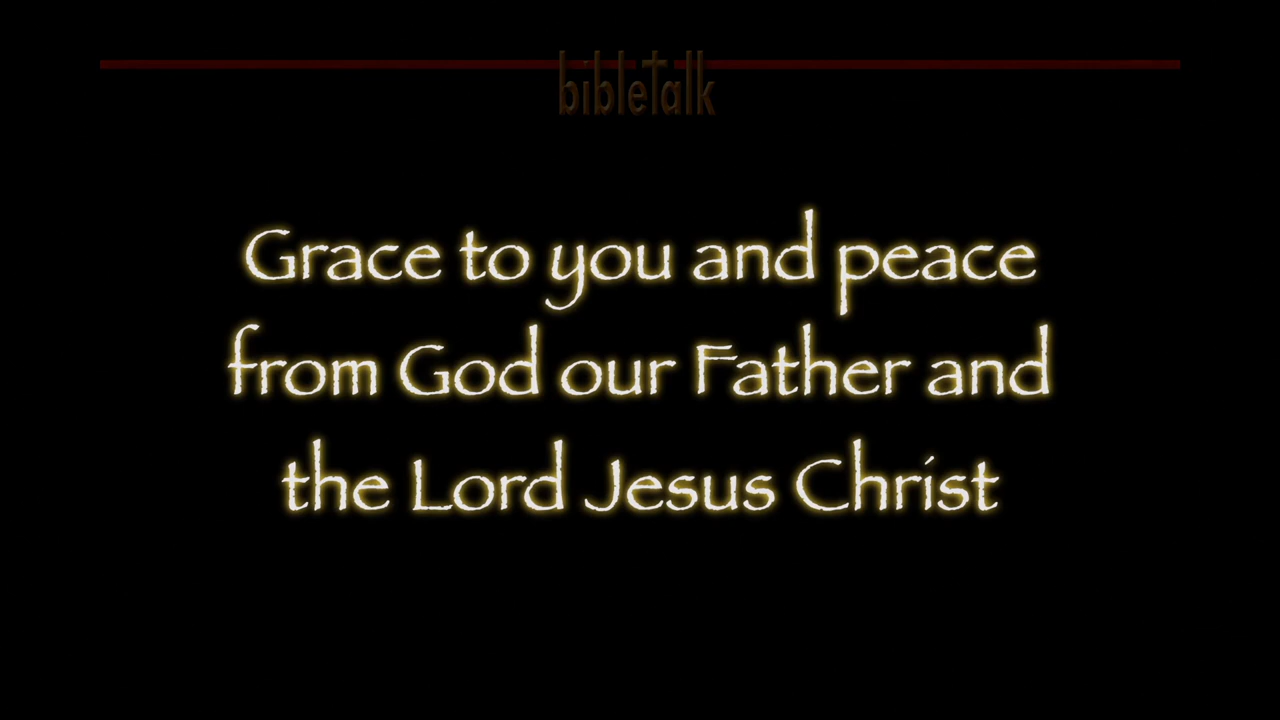 bibleTalk
Grace to you and peace
from God our Father and
the Lord Jesus Christ